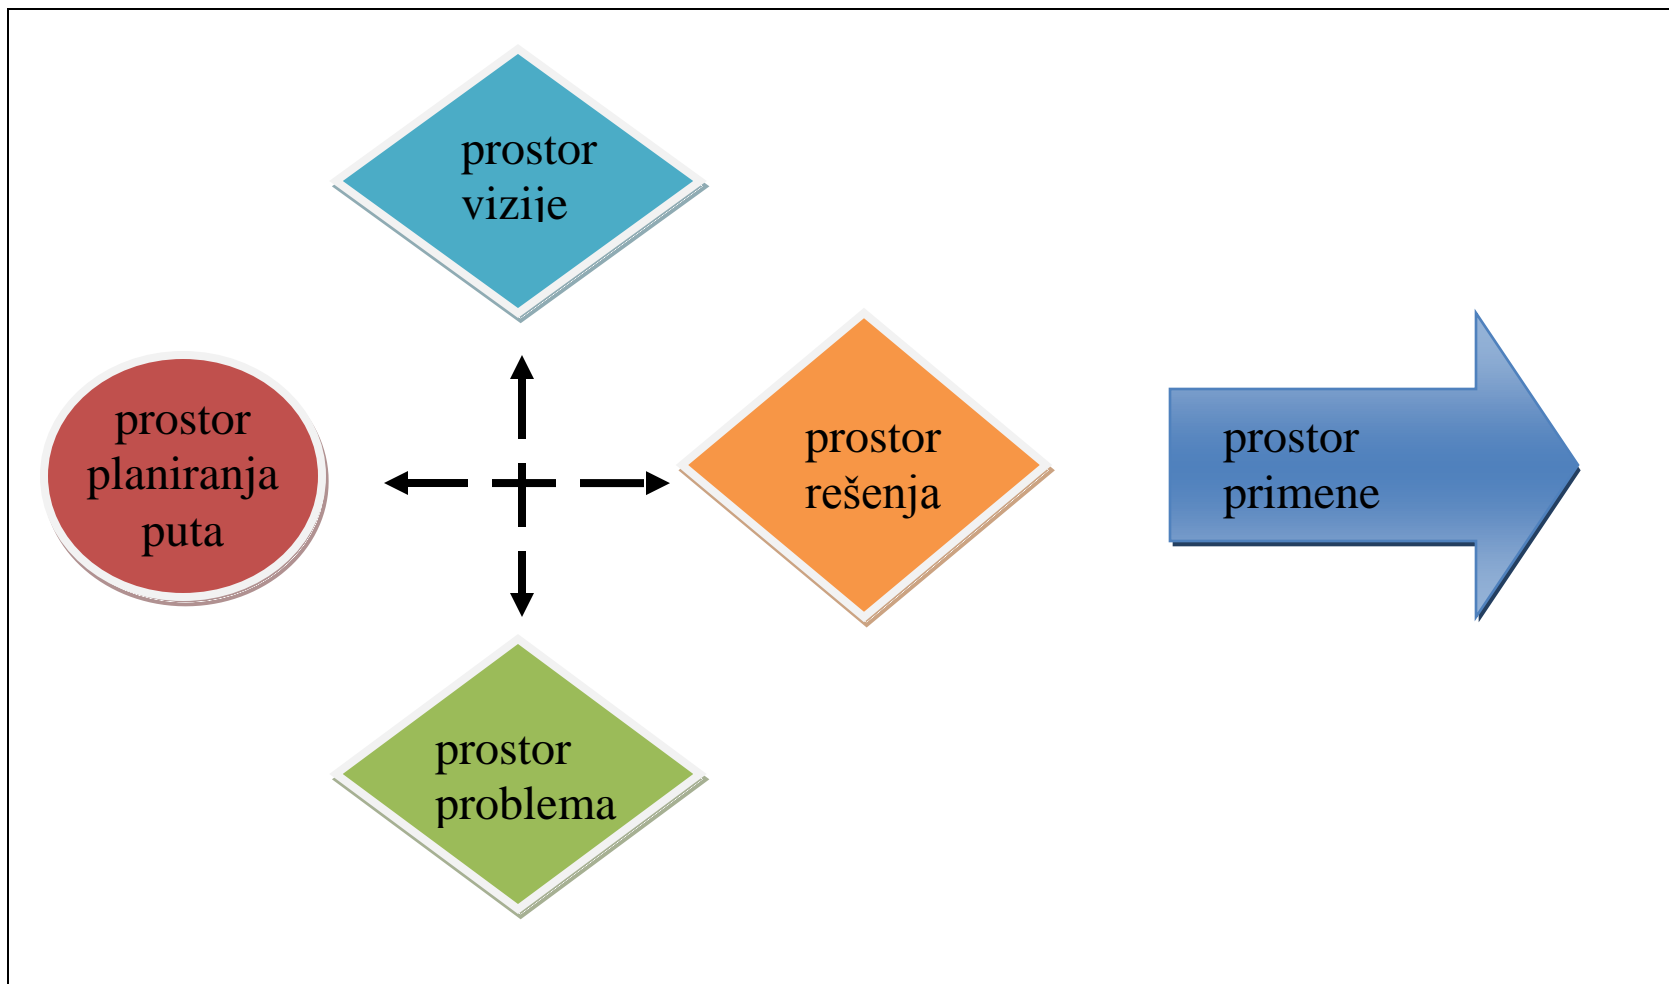 prostor
vizije
prostor
planiranja
puta
prostor
rešenja
prostor
primene
prostor
problema